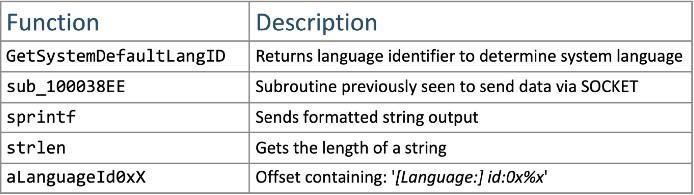 Function Description
GetSystemDefaultLangID Returns language identifier to determine system language
sub_100038EE Subroutine previously seen to send data via SOCKET
sprintf Sends formatted string output
strlen Gets the length of a string
aLanguageId0xX Offset containing: '[Language:] id:0x%x'